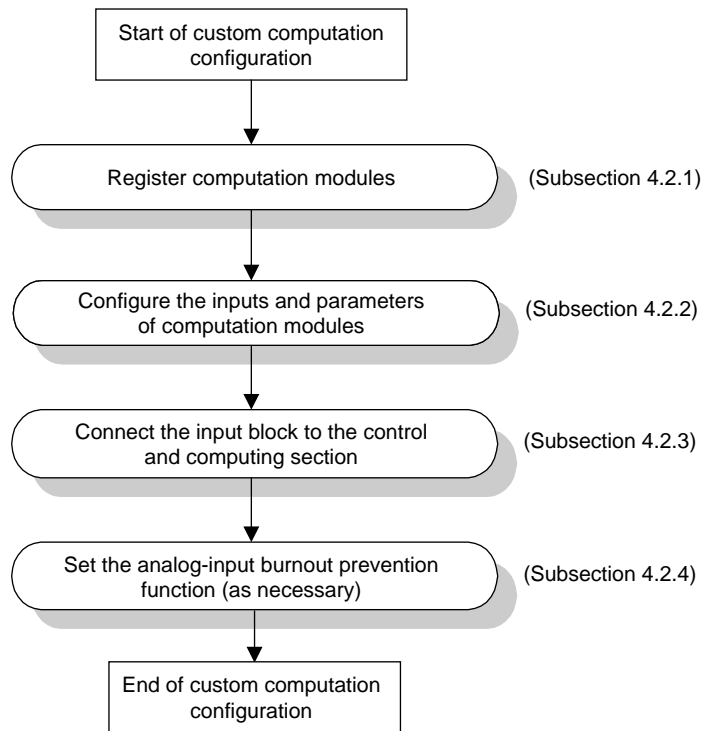 Start of custom computation
configuration
Register computation modules
(Subsection 4.2.1)
Configure the inputs and parameters
of computation modules
(Subsection 4.2.2)
Connect the input block to the control
and computing section
(Subsection 4.2.3)
Set the analog-input burnout prevention
function (as necessary)
(Subsection 4.2.4)
End of custom computation
configuration